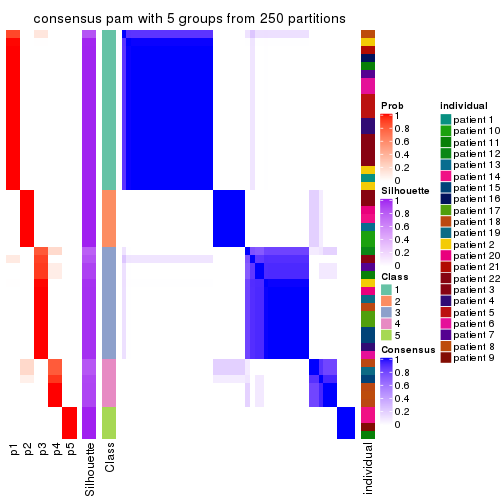 consensus pam with 5 groups from 250 partitions
Prob
1
0.8
0.6
0.4
0.2
0
Silhouette
1
0.8
0.6
0.4
0.2
0
Class
1
2
3
4
5
Consensus
1
0.8
0.6
0.4
0.2
0
individual
patient 1
patient 10
patient 11
patient 12
patient 13
patient 14
patient 15
patient 16
patient 17
patient 18
patient 19
patient 2
patient 20
patient 21
patient 22
patient 3
patient 4
patient 5
patient 6
patient 7
patient 8
patient 9
p1
p2
p3
p4
p5
Silhouette
Class
individual